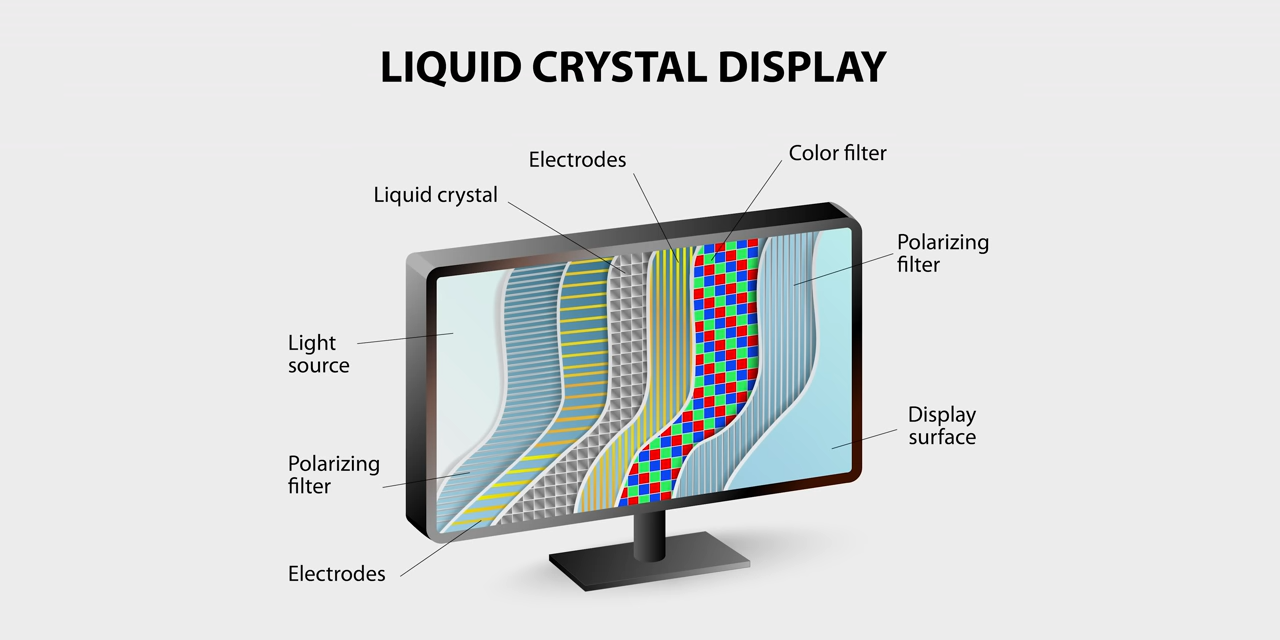 LIQUID CRYSTAL DISPLAY
Electrodes
Color filter
Liquid crystal
Polarizing
filter
Light
source
Display
surface
Polarizing
filter
Electrodes